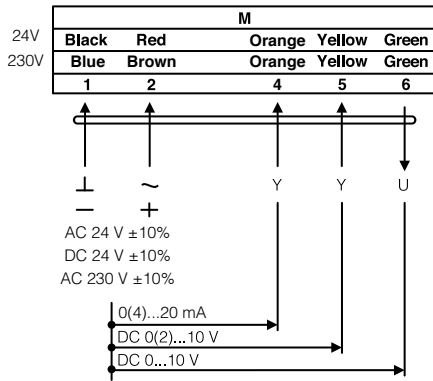 M
24V Black Red Orange Yellow Green
230V Blue Brown Orange Yellow Green
1 2 4 5 6
⊥ ~ Y Y U
− +
AC 24 V ±10%
DC 24 V ±10%
AC 230 V ±10%
0(4)...20 mA
DC 0(2)...10 V
DC 0...10 V